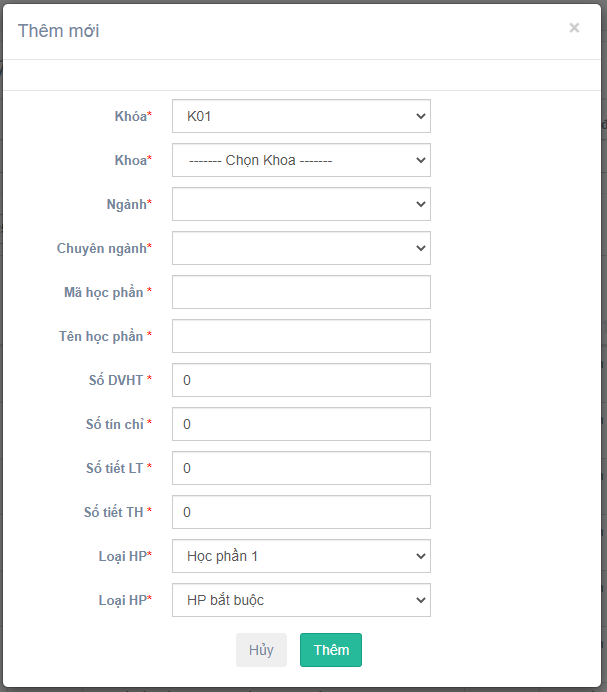 Thêm mới ×
Khóa* K01
Khoa* ------- Chọn Khoa -------
Ngành*
Chuyên ngành*
Mã học phần *
Tên học phần *
Số DVHT * 0
Số tín chỉ * 0
Số tiết LT * 0
Số tiết TH * 0
Loại HP* Học phần 1
Loại HP* HP bắt buộc
Hủy Thêm